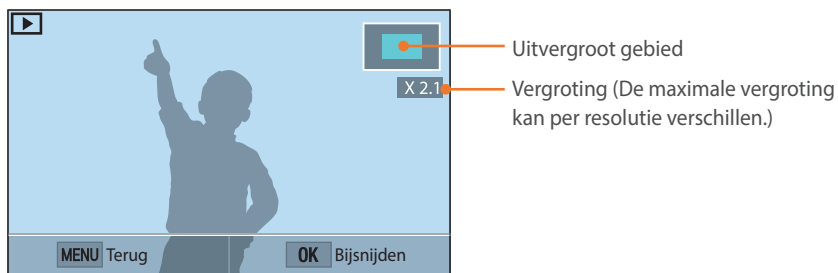 Uitvergroot gebied
X 2.1
Vergroting (De maximale vergroting
kan per resolutie verschillen.)
MENU Terug
OK Bijsnijden